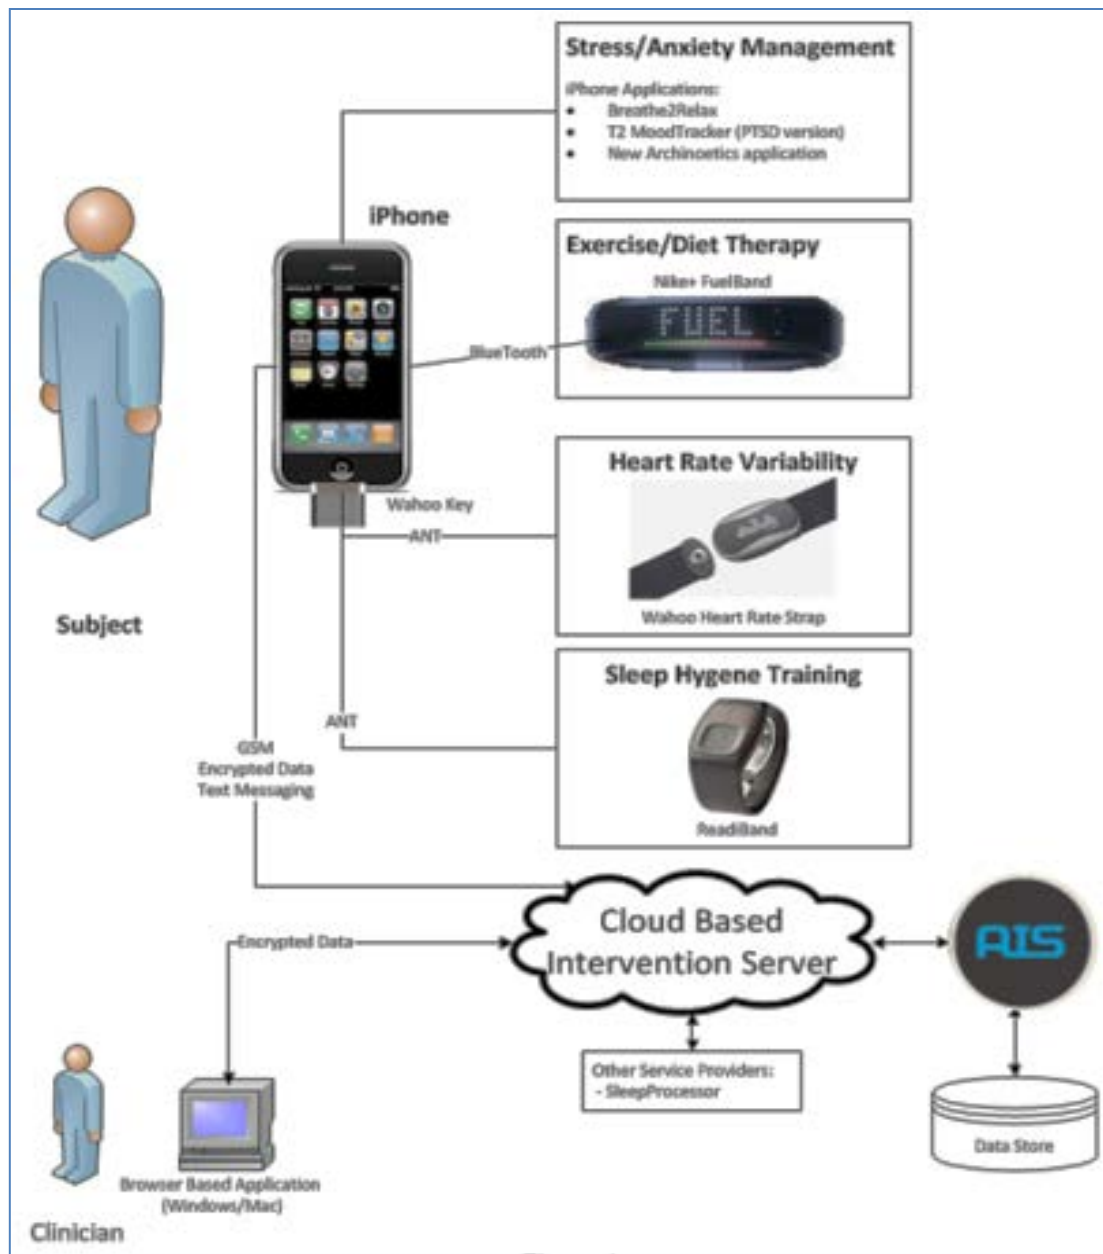 Stress/Anxiety Management
iPhone Applications:
• Breathe2Relax
• T2 MoodTracker (PTSD version)
• New Archinoetics application
iPhone
Exercise/Diet Therapy
Nike+ FuelBand
FUEL
BlueTooth
Heart Rate Variability
Wahoo Key
ANT
Wahoo Heart Rate Strap
Subject
Sleep Hygene Training
ANT
GSM
Encrypted Data
Text Messaging
ReadiBand
Cloud Based
Intervention Server
AIS
Encrypted Data
Other Service Providers:
- SleepProcessor
Data Store
Browser Based Application
(Windows/Mac)
Clinician